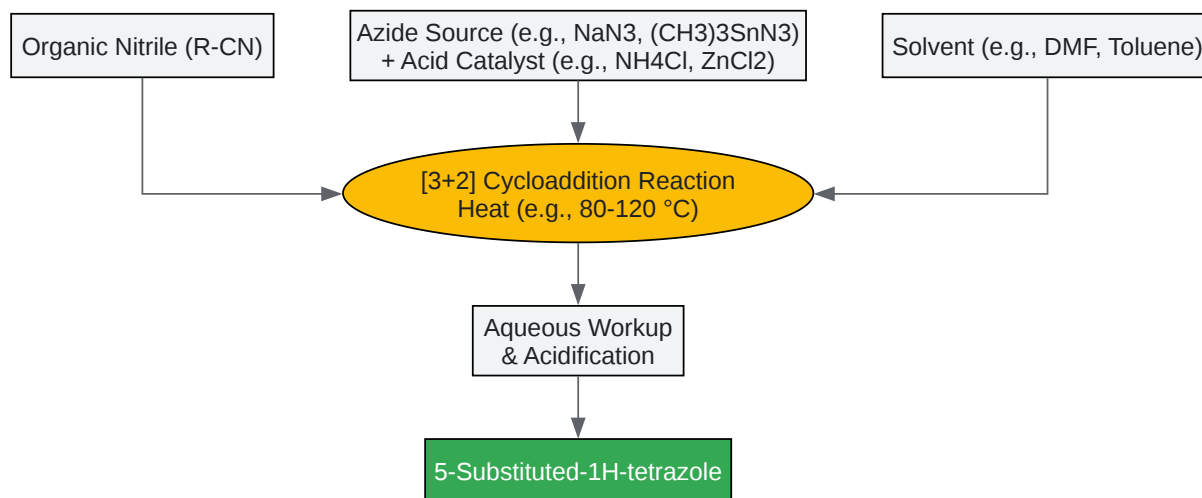 Organic Nitrile (R-CN)
Azide Source (e.g., NaN3, (CH3)3SnN3)
+ Acid Catalyst (e.g., NH4Cl, ZnCl2)
Solvent (e.g., DMF, Toluene)
[3+2] Cycloaddition Reaction
Heat (e.g., 80-120 °C)
Aqueous Workup
& Acidification
5-Substituted-1H-tetrazole